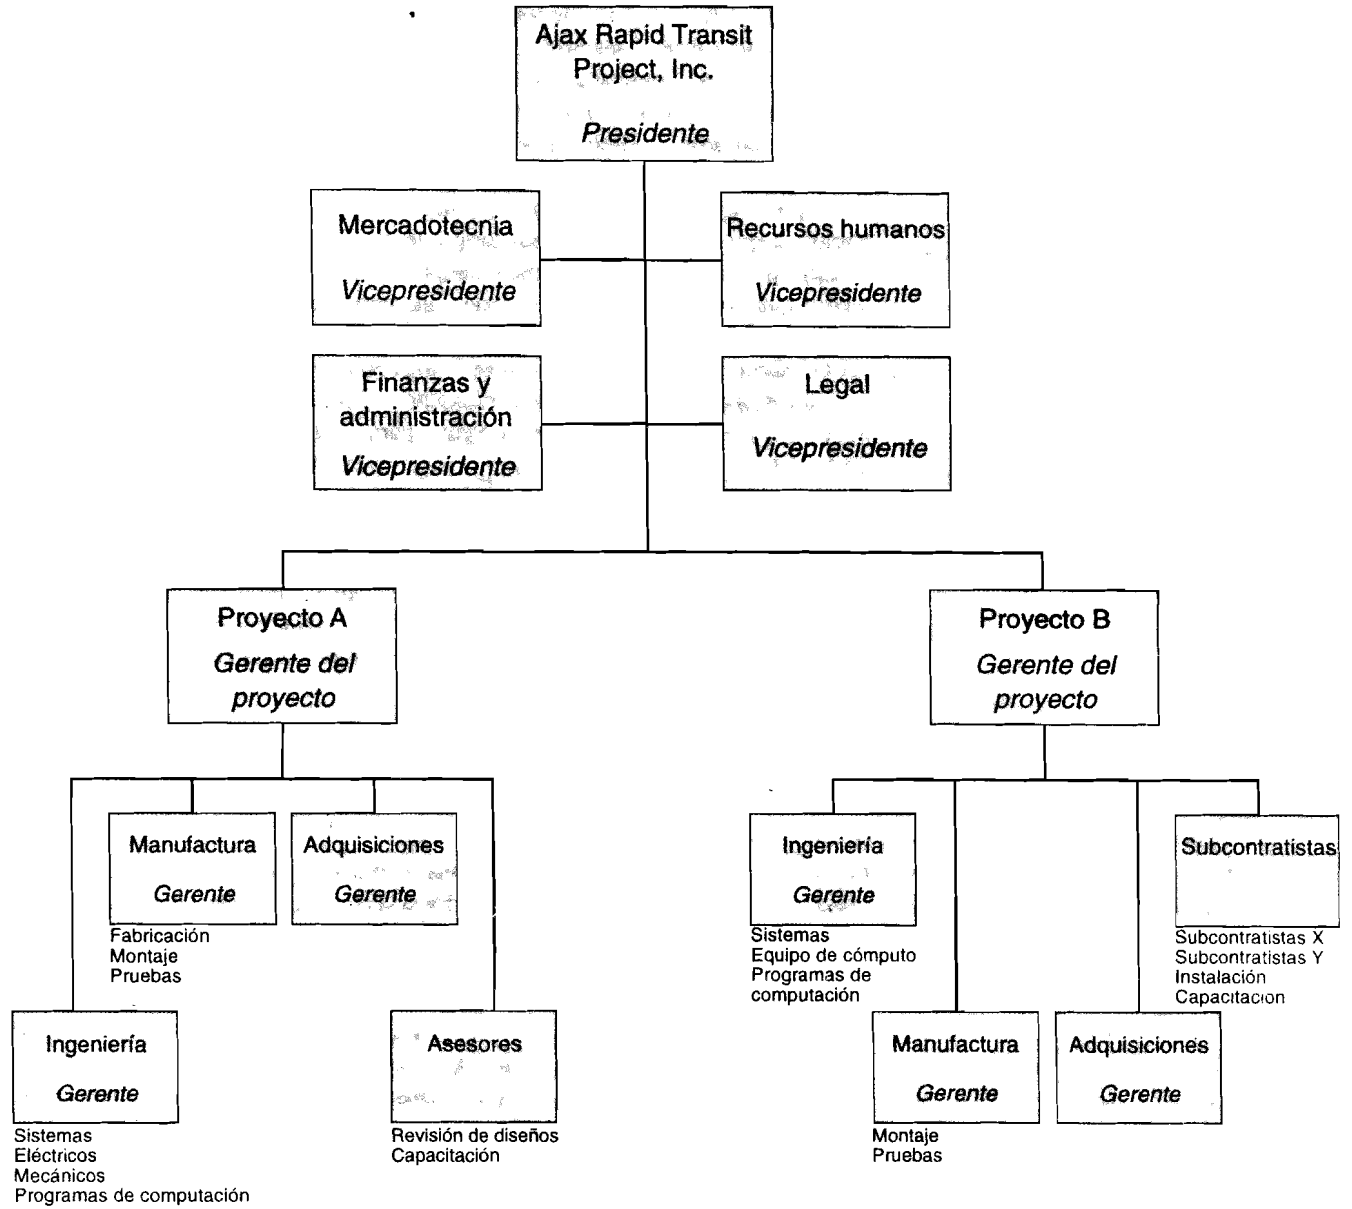 Ajax Rapid Transit
Project, Inc.
Presidente
Mercadotecnia
Vicepresidente
Recursos humanos
Vicepresidente
Finanzas y
administración
Vicepresidente
Legal
Vicepresidente
Proyecto A
Gerente del
proyecto
Proyecto B
Gerente del
proyecto
Manufactura
Gerente
Fabricación
Montaje
Pruebas
Adquisiciones
Gerente
Ingeniería
Gerente
Sistemas
Eléctricos
Mecánicos
Programas de computación
Asesores
Revisión de diseños
Capacitación
Ingeniería
Gerente
Sistemas
Equipo de cómputo
Programas de
computación
Subcontratistas
Subcontratistas X
Subcontratistas Y
Instalación
Capacitacion
Manufactura
Gerente
Montaje
Pruebas
Adquisiciones
Gerente